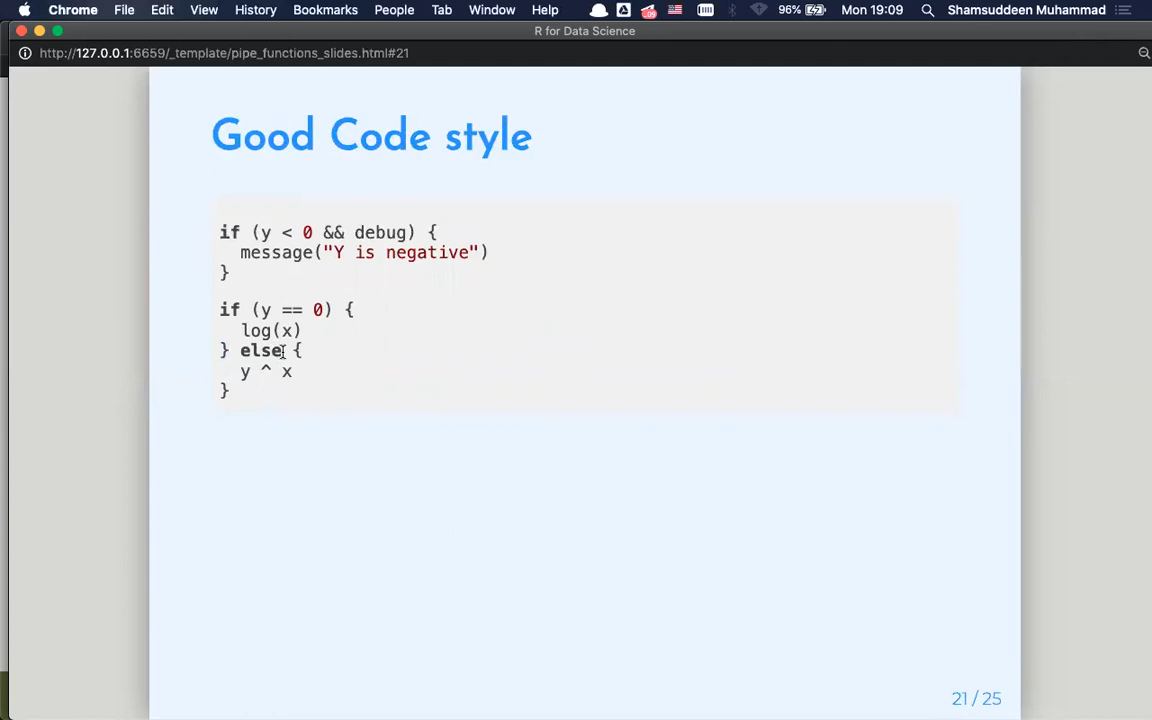 Chrome File Edit View History Bookmarks People Tab Window Help 96% Mon 19:09 Shamsuddeen Muhammad
R for Data Science
http://127.0.0.1:6659/_template/pipe_functions_slides.html#21
Good Code style
if (y < 0 && debug) {
message("Y is negative")
}
if (y == 0) {
log(x)
} else {
y ^ x
}
21 / 25